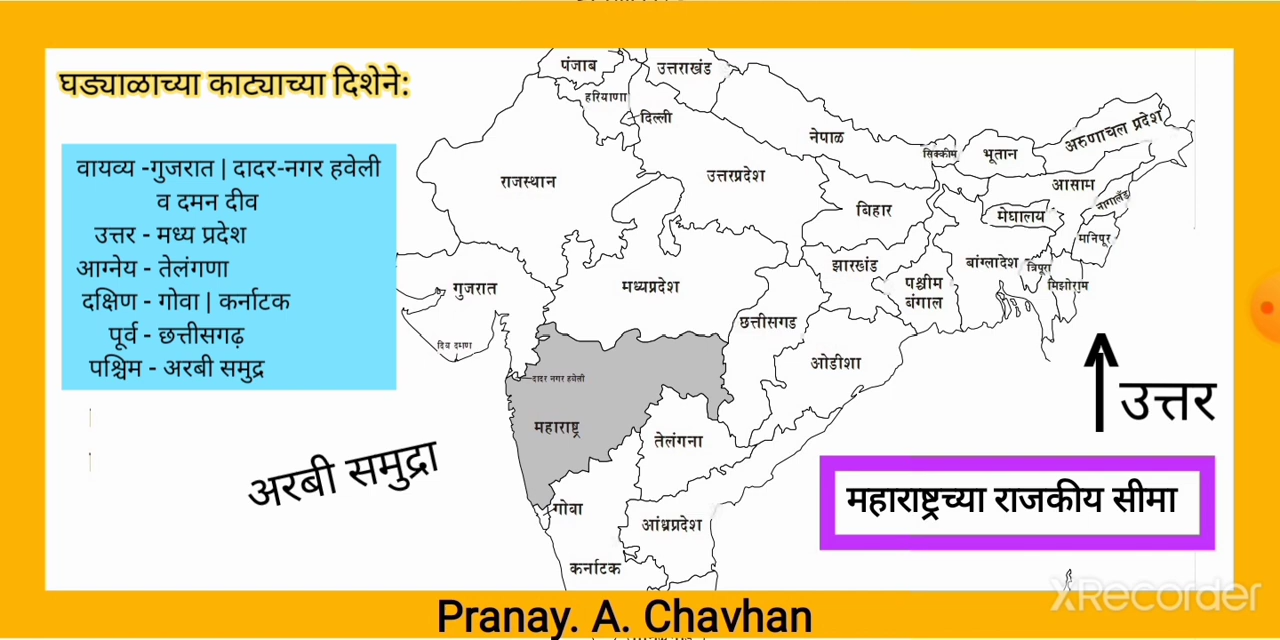 घड्याळाच्या काट्याच्या दिशेने:
वायव्य -गुजरात | दादर-नगर हवेली
व दमन दीव
उत्तर - मध्य प्रदेश
आग्नेय - तेलंगणा
दक्षिण - गोवा | कर्नाटक
पूर्व - छत्तीसगढ़
पश्चिम - अरबी समुद्र
पंजाब
उत्तराखंड
हरियाणा
दिल्ली
नेपाळ
अरुणाचल प्रदेश
सिक्कीम
भूतान
राजस्थान
उत्तरप्रदेश
आसाम
नागालँड
बिहार
मेघालय
मानिपूर
झारखंड
बांग्लादेश
त्रिपूरा
मिझोराम
गुजरात
मध्यप्रदेश
पश्चीम
बंगाल
छत्तीसगड
दिव दमण
ओडीशा
दादर नगर हवेली
महाराष्ट्र
तेलंगना
उत्तर
अरबी समुद्रा
गोवा
आंध्रप्रदेश
कर्नाटक
महाराष्ट्रच्या राजकीय सीमा
XRecorder
Pranay. A. Chavhan